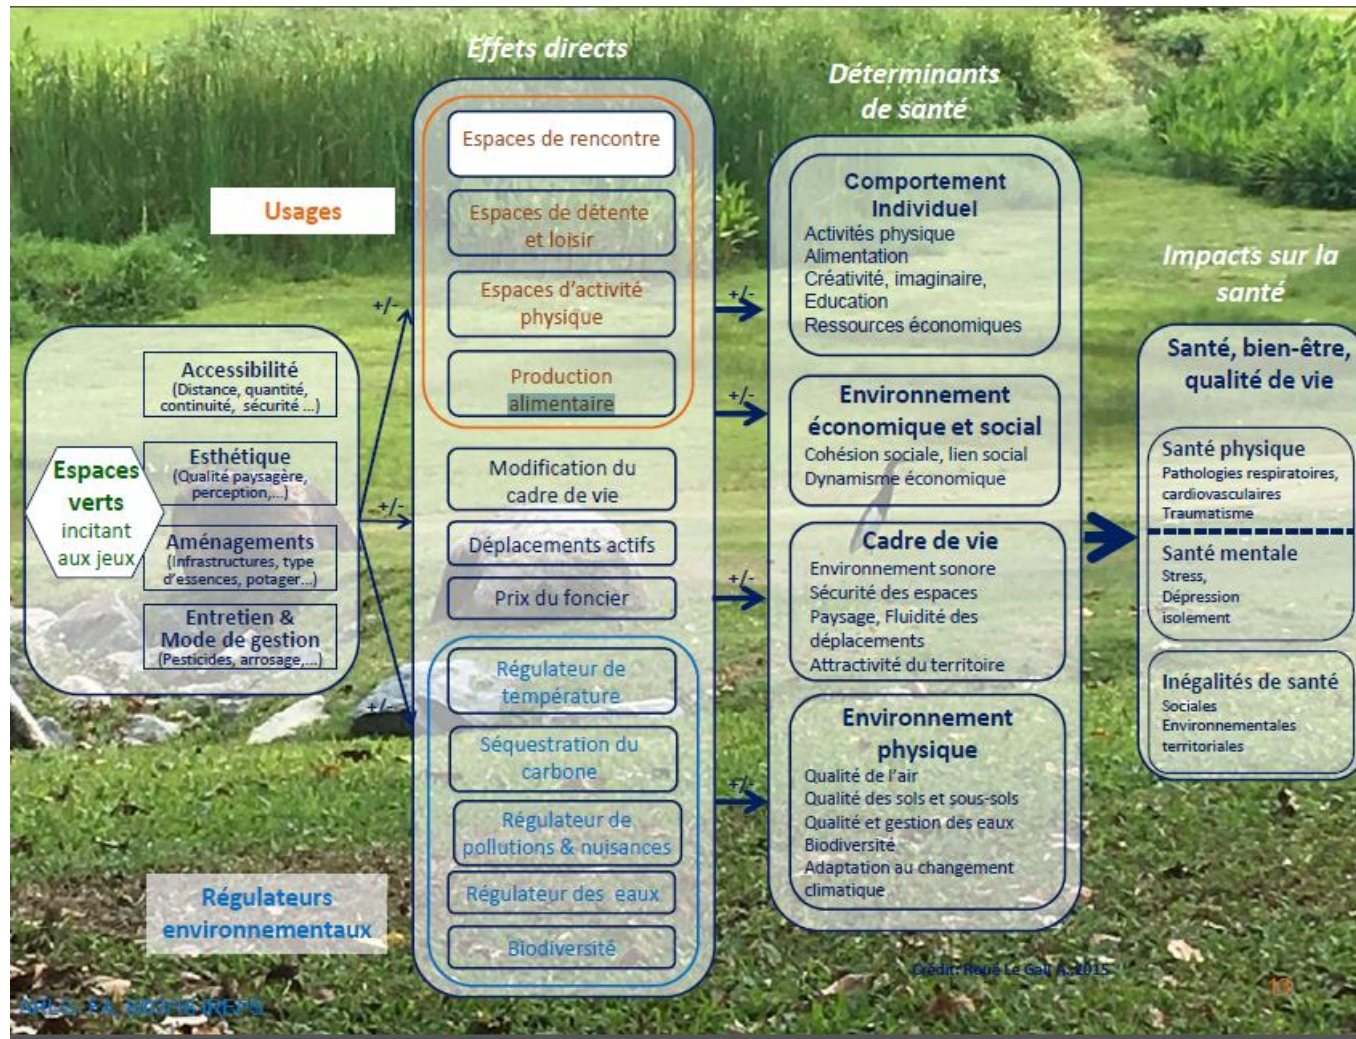 Effets directs
Déterminants
de santé
Impacts sur la
santé
Usages
Espaces
verts
incitant
aux jeux
Accessibilité
(Distance, quantité,
continuité, sécurité ...)
Esthétique
(Qualité paysagère,
perception,...)
Aménagements
(Infrastructures, type
d'essences, potager...)
Entretien &
Mode de gestion
(Pesticides, arrosage,...)
+/-
+/-
+/-
Espaces de rencontre
Espaces de détente
et loisir
Espaces d'activité
physique
Production
alimentaire
Modification du
cadre de vie
Déplacements actifs
Prix du foncier
Régulateur de
température
Séquestration du
carbone
Régulateur de
pollutions & nuisances
Régulateur des eaux
Biodiversité
Régulateurs
environnementaux
+/-
+/-
+/-
+/-
Comportement
Individuel
Activités physique
Alimentation
Créativité, imaginaire,
Education
Ressources économiques
Environnement
économique et social
Cohésion sociale, lien social
Dynamisme économique
Cadre de vie
Environnement sonore
Sécurité des espaces
Paysage, Fluidité des
déplacements
Attractivité du territoire
Environnement
physique
Qualité de l'air
Qualité des sols et sous-sols
Qualité et gestion des eaux
Biodiversité
Adaptation au changement
climatique
Santé, bien-être,
qualité de vie
Santé physique
Pathologies respiratoires,
cardiovasculaires
Traumatisme
Santé mentale
Stress,
Dépression
isolement
Inégalités de santé
Sociales
Environnementales
territoriales
Crédit: Roué Le Gall, A. 2015